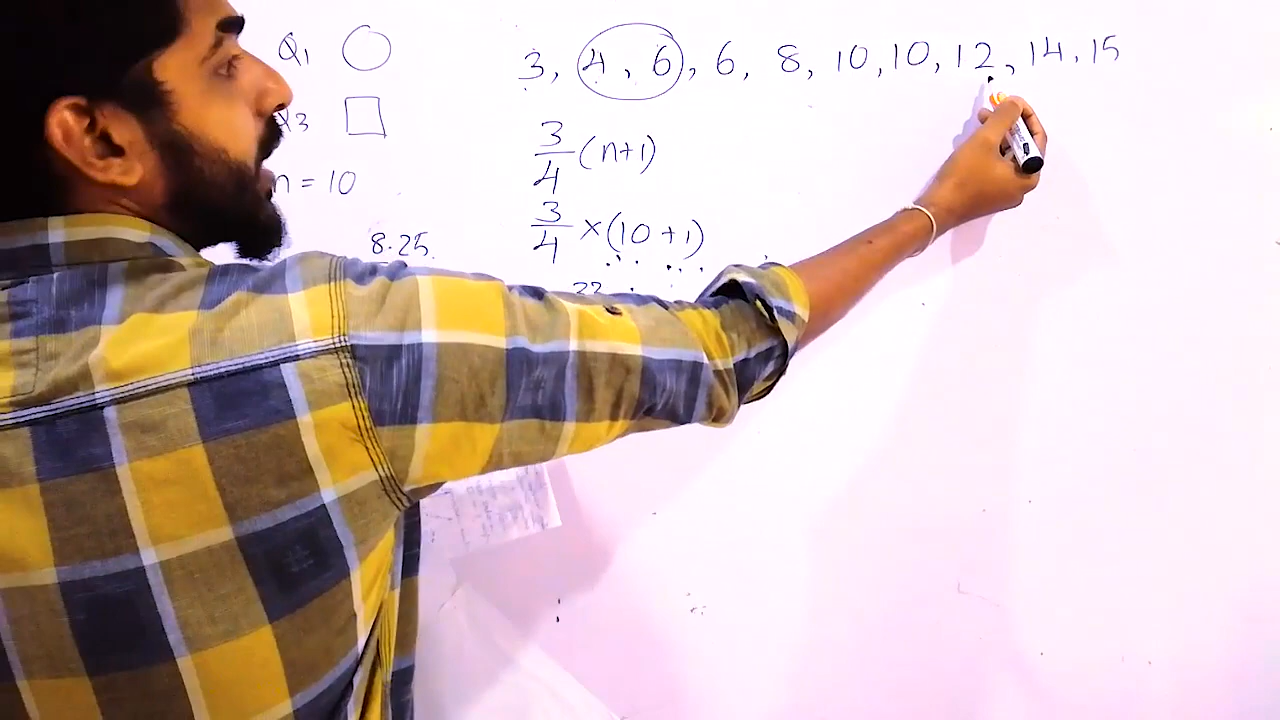 Q1
Q3
n = 10
8.25
3, 4, 6, 6, 8, 10, 10, 12, 14, 15
3/4 (n+1)
3/4 × (10 + 1)
33